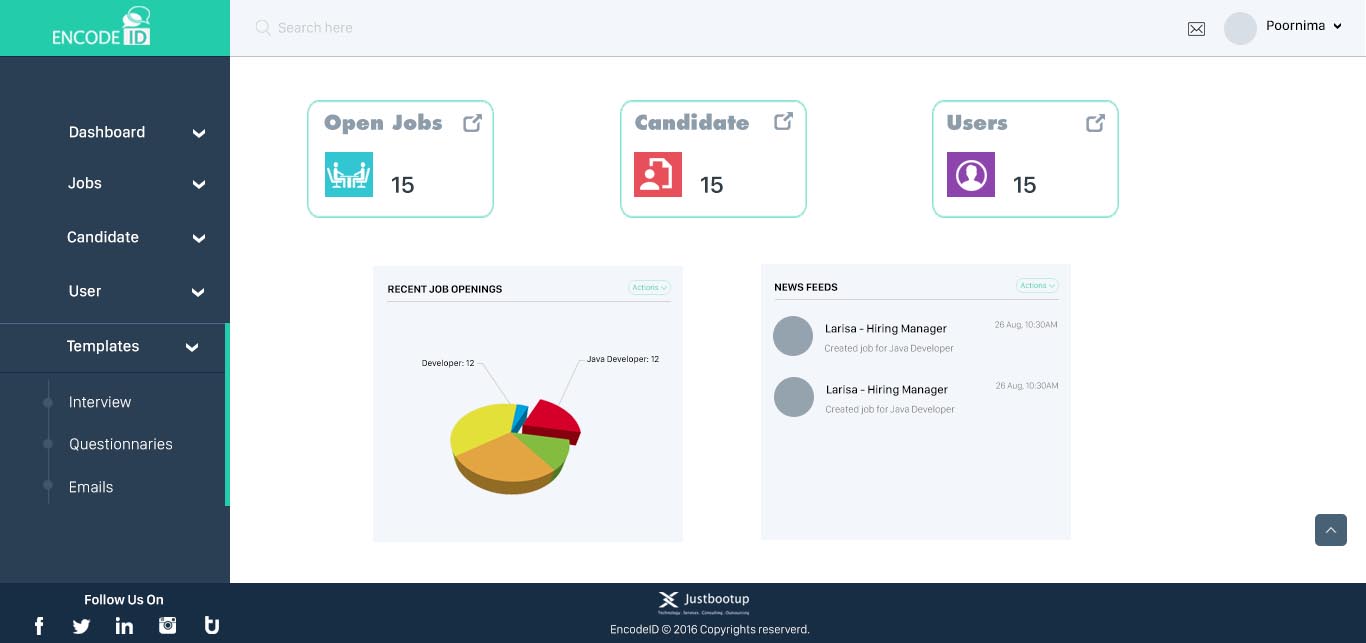 ENCODE ID
Search here
Poornima
Dashboard
Jobs
Candidate
User
Templates
Interview
Questionnaries
Emails
Open Jobs
15
Candidate
15
Users
15
RECENT JOB OPENINGS
Actions
Developer: 12
Java Developer: 12
NEWS FEEDS
Actions
Larisa - Hiring Manager
26 Aug, 10:30AM
Created job for Java Developer
Larisa - Hiring Manager
26 Aug, 10:30AM
Created job for Java Developer
Follow Us On
Justbootup
Technology. Services. Consulting. Outsourcing
EncodeID © 2016 Copyrights reserverd.